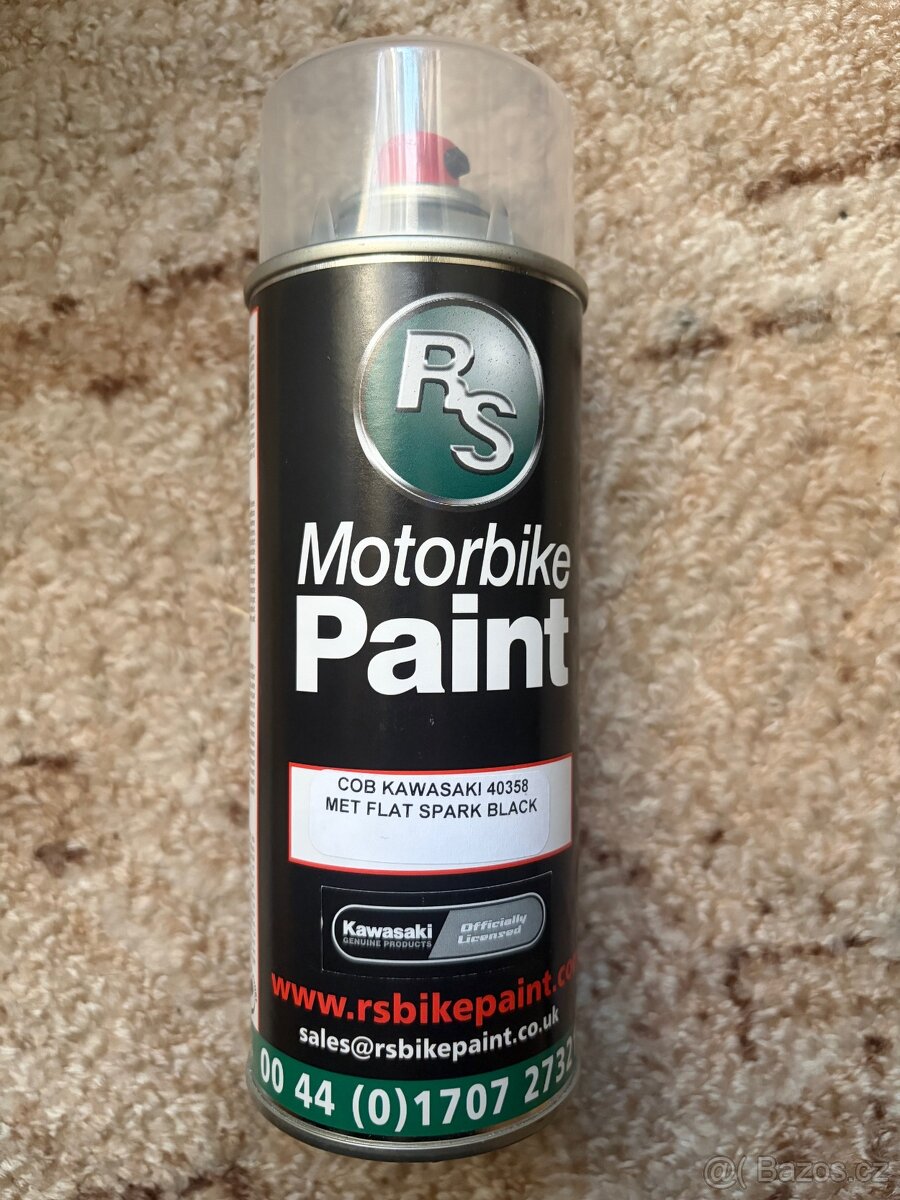 RS
Motorbike
Paint
COB KAWASAKI 40358
MET FLAT SPARK BLACK
Kawasaki Officially
GENUINE PRODUCTS Licensed
www.rsbikepaint.co
sales@rsbikepaint.co.uk
00 44 (0)1707 2732
@( Bazos.cz